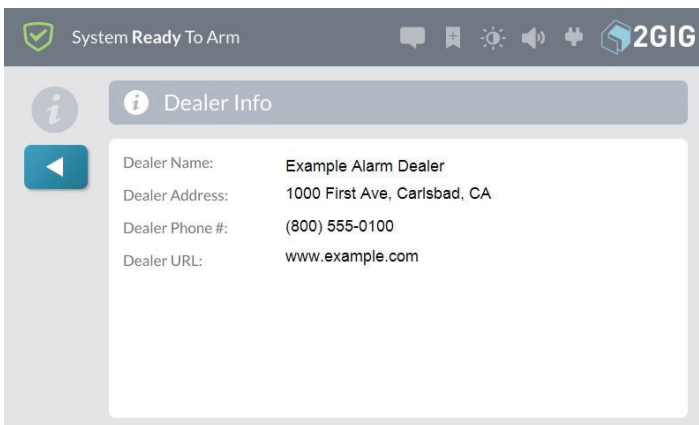 System Ready To Arm
2GIG
i
i Dealer Info
Dealer Name: Example Alarm Dealer
Dealer Address: 1000 First Ave, Carlsbad, CA
Dealer Phone #: (800) 555-0100
Dealer URL: www.example.com